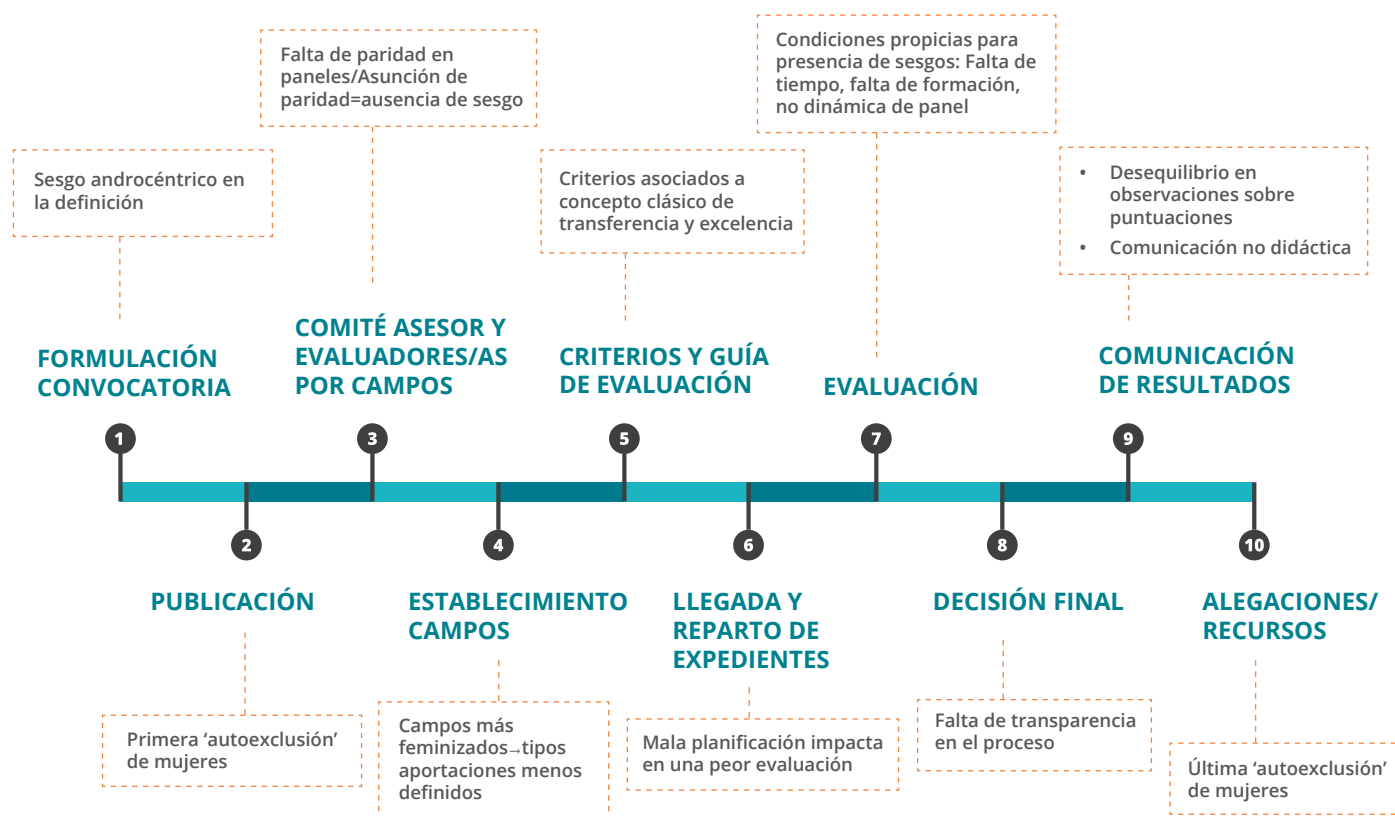 Falta de paridad en
paneles/Asunción de
paridad=ausencia de sesgo
Condiciones propicias para
presencia de sesgos: Falta de
tiempo, falta de formación,
no dinámica de panel
Sesgo androcéntrico en
la definición
Criterios asociados a
concepto clásico de
transferencia y excelencia
• Desequilibrio en
observaciones sobre
puntuaciones
• Comunicación no didáctica
FORMULACIÓN
CONVOCATORIA
COMITÉ ASESOR Y
EVALUADORES/AS
POR CAMPOS
CRITERIOS Y GUÍA
DE EVALUACIÓN
EVALUACIÓN
COMUNICACIÓN
DE RESULTADOS
1
3
5
7
9
2
4
6
8
10
PUBLICACIÓN
ESTABLECIMIENTO
CAMPOS
LLEGADA Y
REPARTO DE
EXPEDIENTES
DECISIÓN FINAL
ALEGACIONES/
RECURSOS
Primera ‘autoexclusión’
de mujeres
Campos más
feminizados→tipos
aportaciones menos
definidos
Mala planificación impacta
en una peor evaluación
Falta de transparencia
en el proceso
Última ‘autoexclusión’
de mujeres